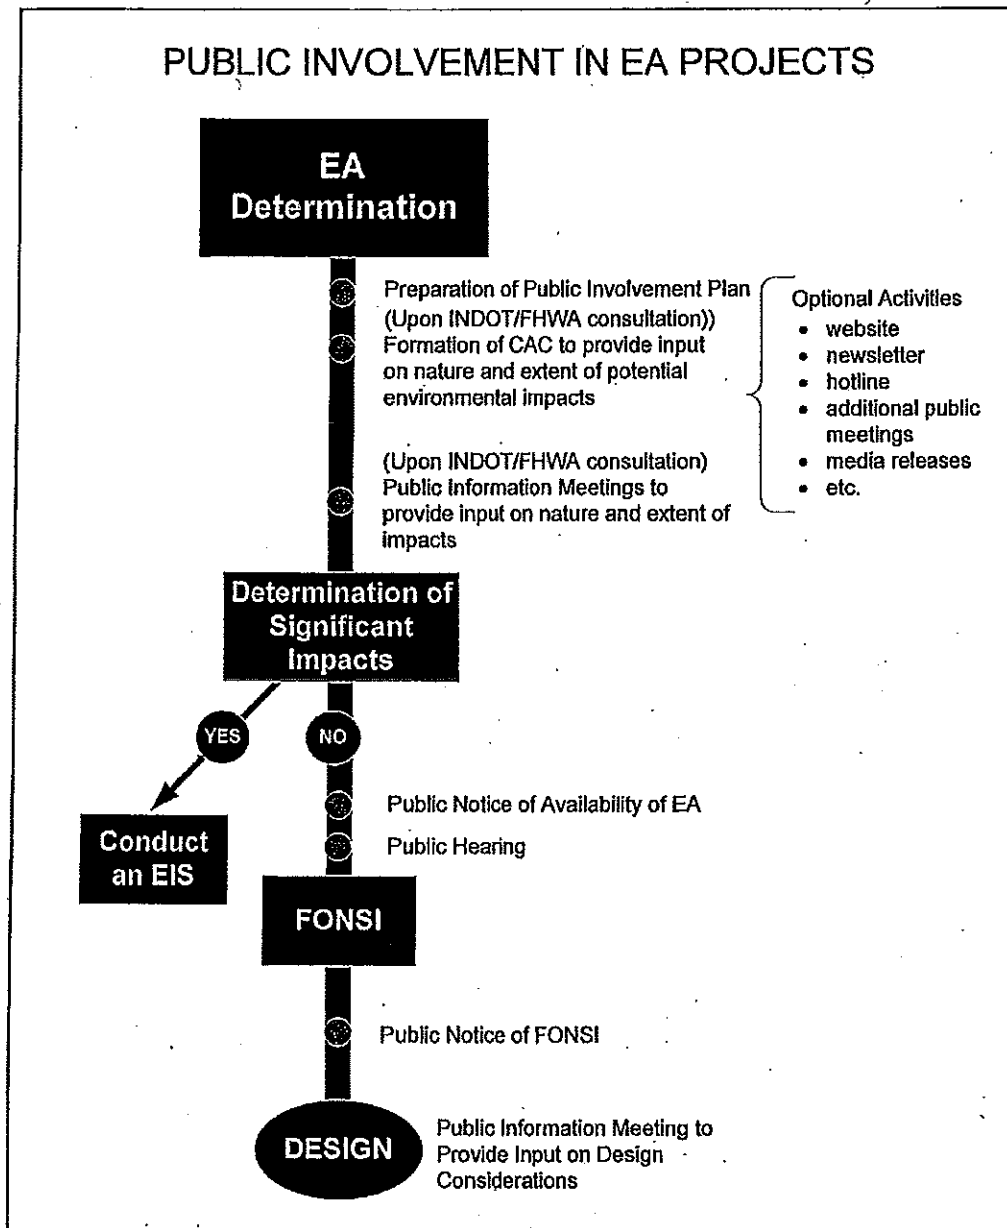 PUBLIC INVOLVEMENT IN EA PROJECTS
EA
Determination
Preparation of Public Involvement Plan
(Upon INDOT/FHWA consultation))
Formation of CAC to provide input
on nature and extent of potential
environmental impacts
Optional Activities
• website
• newsletter
• hotline
• additional public
meetings
• media releases
• etc.
(Upon INDOT/FHWA consultation)
Public Information Meetings to
provide input on nature and extent of
impacts
Determination of
Significant
Impacts
YES
NO
Public Notice of Availability of EA
Public Hearing
Conduct
an EIS
FONSI
Public Notice of FONSI
DESIGN
Public Information Meeting to
Provide Input on Design
Considerations